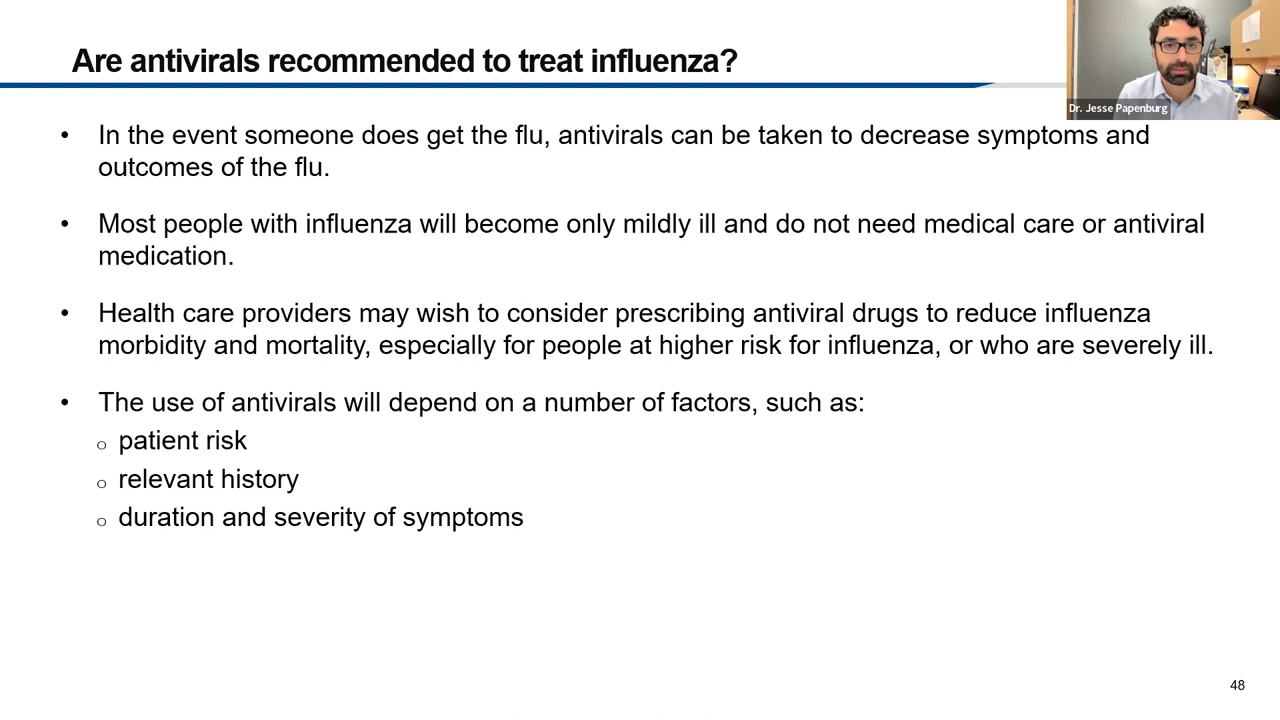 Are antivirals recommended to treat influenza?
Dr. Jesse Papenburg
• In the event someone does get the flu, antivirals can be taken to decrease symptoms and
outcomes of the flu.
• Most people with influenza will become only mildly ill and do not need medical care or antiviral
medication.
• Health care providers may wish to consider prescribing antiviral drugs to reduce influenza
morbidity and mortality, especially for people at higher risk for influenza, or who are severely ill.
• The use of antivirals will depend on a number of factors, such as:
o patient risk
o relevant history
o duration and severity of symptoms
48